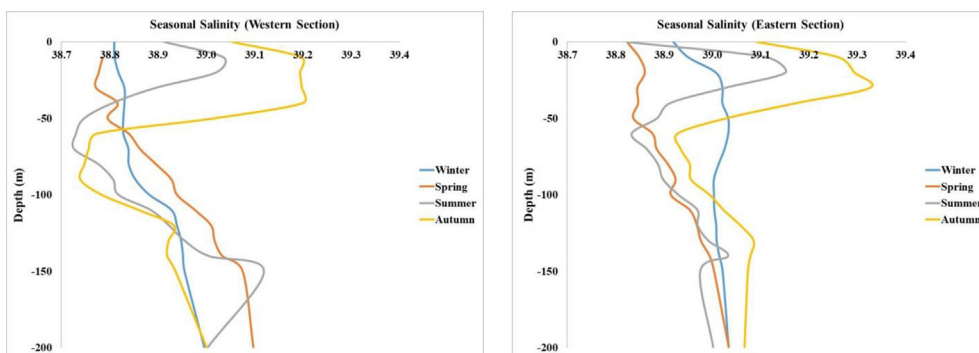 Seasonal Salinity (Western Section)
38.7 38.8 38.9 39.0 39.1 39.2 39.3 39.4
0
-50
-100
-150
-200
Depth (m)
Winter
Spring
Summer
Autumn
Seasonal Salinity (Eastern Section)
38.7 38.8 38.9 39.0 39.1 39.2 39.3 39.4
0
-50
-100
-150
-200
Depth (m)
Winter
Spring
Summer
Autumn